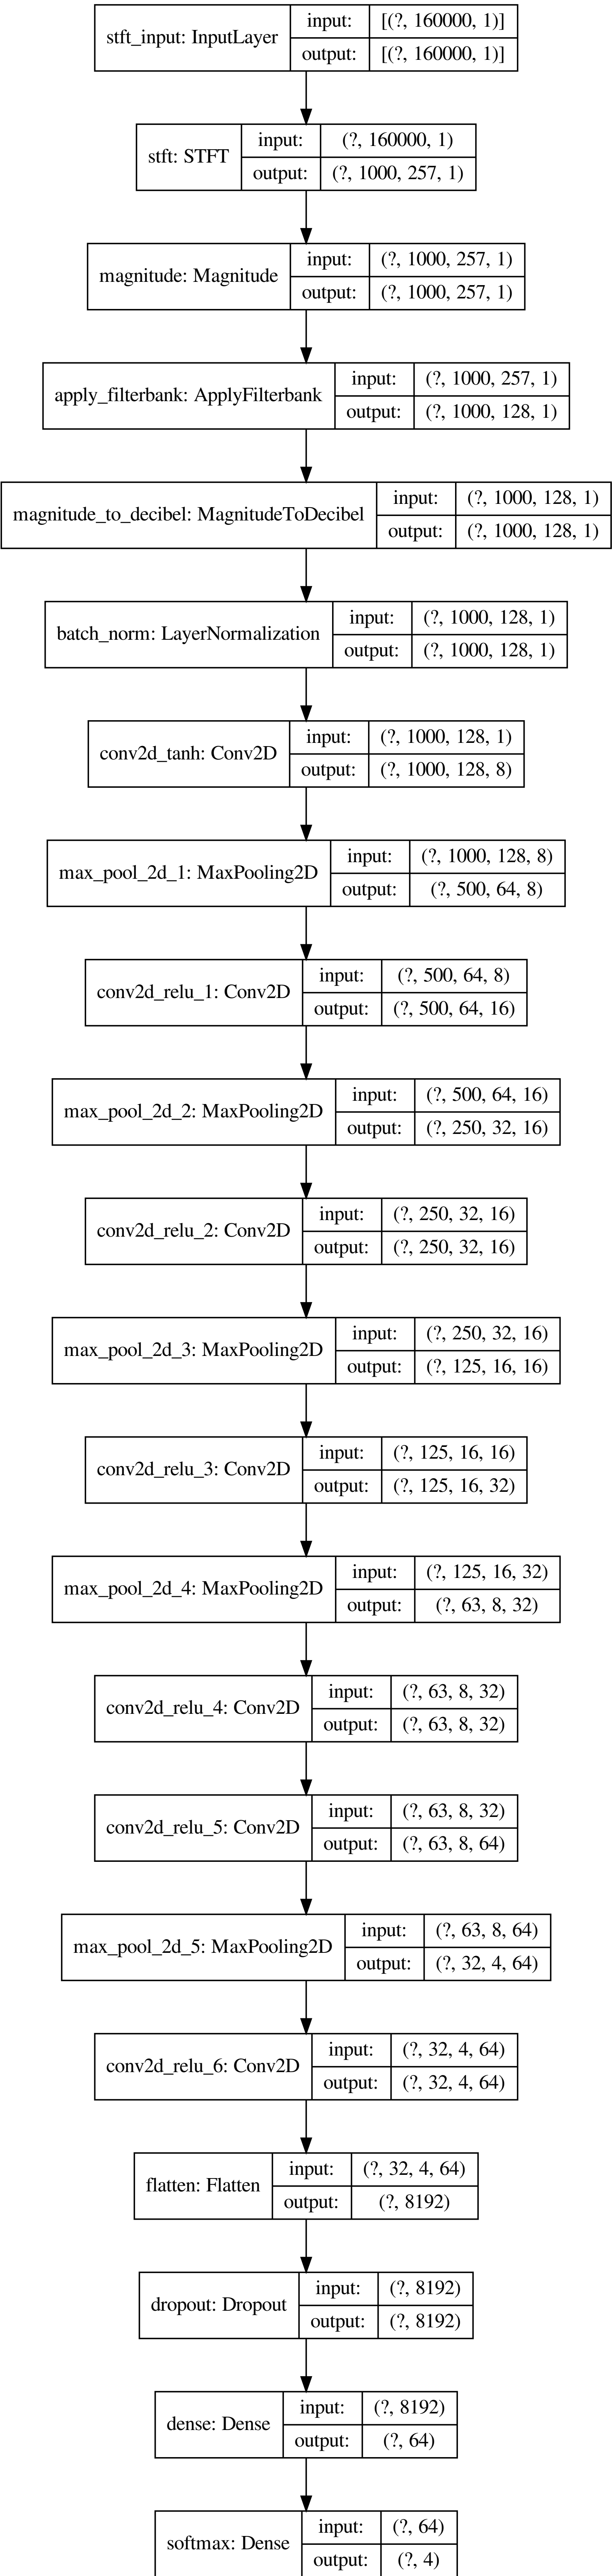 stft_input: InputLayer
input: [(?, 160000, 1)]
output: [(?, 160000, 1)]
stft: STFT
input: (?, 160000, 1)
output: (?, 1000, 257, 1)
magnitude: Magnitude
input: (?, 1000, 257, 1)
output: (?, 1000, 257, 1)
apply_filterbank: ApplyFilterbank
input: (?, 1000, 257, 1)
output: (?, 1000, 128, 1)
magnitude_to_decibel: MagnitudeToDecibel
input: (?, 1000, 128, 1)
output: (?, 1000, 128, 1)
batch_norm: LayerNormalization
input: (?, 1000, 128, 1)
output: (?, 1000, 128, 1)
conv2d_tanh: Conv2D
input: (?, 1000, 128, 1)
output: (?, 1000, 128, 8)
max_pool_2d_1: MaxPooling2D
input: (?, 1000, 128, 8)
output: (?, 500, 64, 8)
conv2d_relu_1: Conv2D
input: (?, 500, 64, 8)
output: (?, 500, 64, 16)
max_pool_2d_2: MaxPooling2D
input: (?, 500, 64, 16)
output: (?, 250, 32, 16)
conv2d_relu_2: Conv2D
input: (?, 250, 32, 16)
output: (?, 250, 32, 16)
max_pool_2d_3: MaxPooling2D
input: (?, 250, 32, 16)
output: (?, 125, 16, 16)
conv2d_relu_3: Conv2D
input: (?, 125, 16, 16)
output: (?, 125, 16, 32)
max_pool_2d_4: MaxPooling2D
input: (?, 125, 16, 32)
output: (?, 63, 8, 32)
conv2d_relu_4: Conv2D
input: (?, 63, 8, 32)
output: (?, 63, 8, 32)
conv2d_relu_5: Conv2D
input: (?, 63, 8, 32)
output: (?, 63, 8, 64)
max_pool_2d_5: MaxPooling2D
input: (?, 63, 8, 64)
output: (?, 32, 4, 64)
conv2d_relu_6: Conv2D
input: (?, 32, 4, 64)
output: (?, 32, 4, 64)
flatten: Flatten
input: (?, 32, 4, 64)
output: (?, 8192)
dropout: Dropout
input: (?, 8192)
output: (?, 8192)
dense: Dense
input: (?, 8192)
output: (?, 64)
softmax: Dense
input: (?, 64)
output: (?, 4)